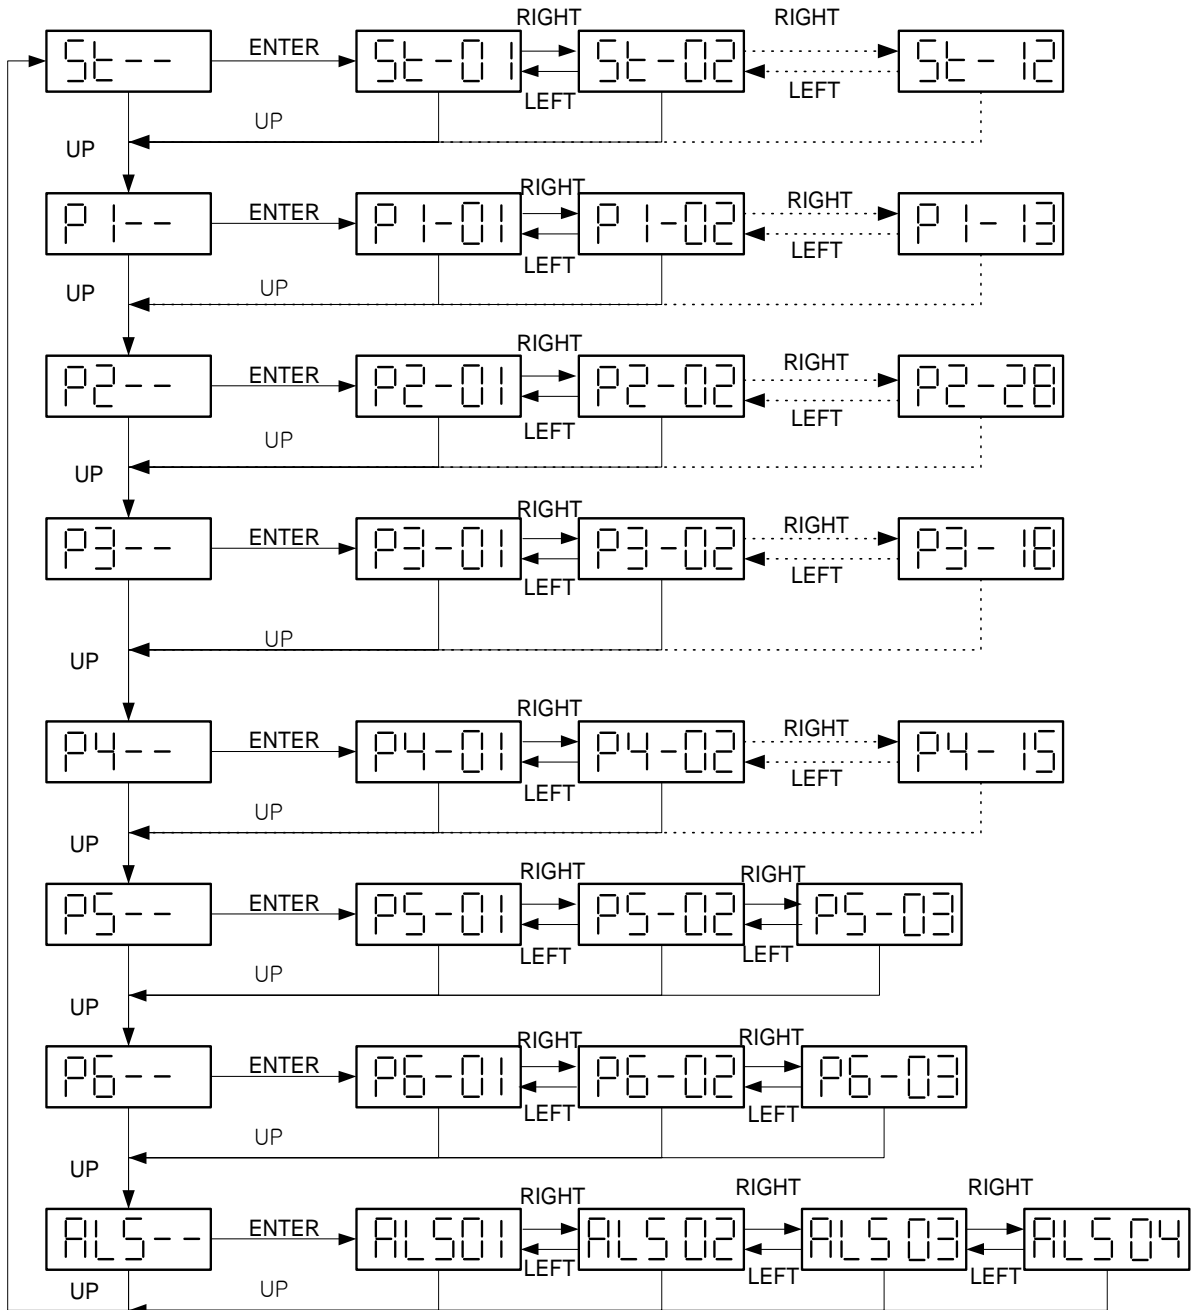 RIGHT RIGHT
St-- ENTER St-01 St-02 St-12
LEFT LEFT
UP
UP
RIGHT RIGHT
P1-- ENTER P1-01 P1-02 P1-13
LEFT LEFT
UP UP
RIGHT RIGHT
P2-- ENTER P2-01 P2-02 P2-28
LEFT LEFT
UP
UP
RIGHT RIGHT
P3-- ENTER P3-01 P3-02 P3-18
LEFT LEFT
UP
UP
RIGHT RIGHT
P4-- ENTER P4-01 P4-02 P4-15
LEFT LEFT
UP
UP
RIGHT RIGHT
P5-- ENTER P5-01 P5-02 P5-03
LEFT LEFT
UP
UP
RIGHT RIGHT
P6-- ENTER P6-01 P6-02 P6-03
LEFT LEFT
UP
UP
RIGHT RIGHT RIGHT
ALS-- ENTER ALS01 ALS02 ALS03 ALS04
LEFT LEFT LEFT
UP UP